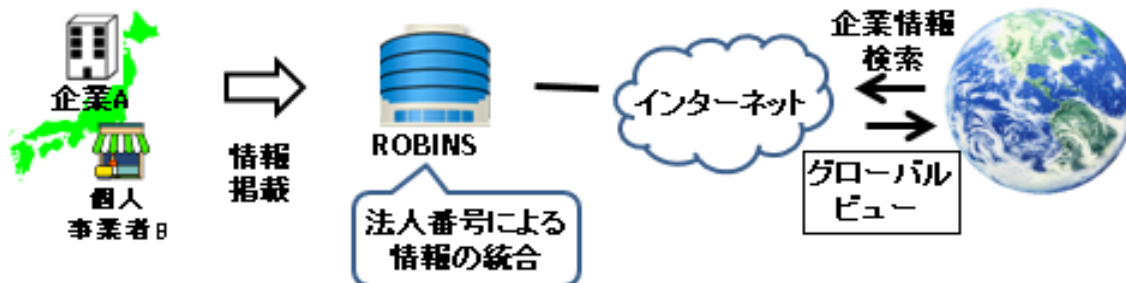 企業A
個人
事業者B
情報
掲載
ROBINS
法人番号による
情報の統合
インターネット
企業情報
検索
グローバル
ビュー